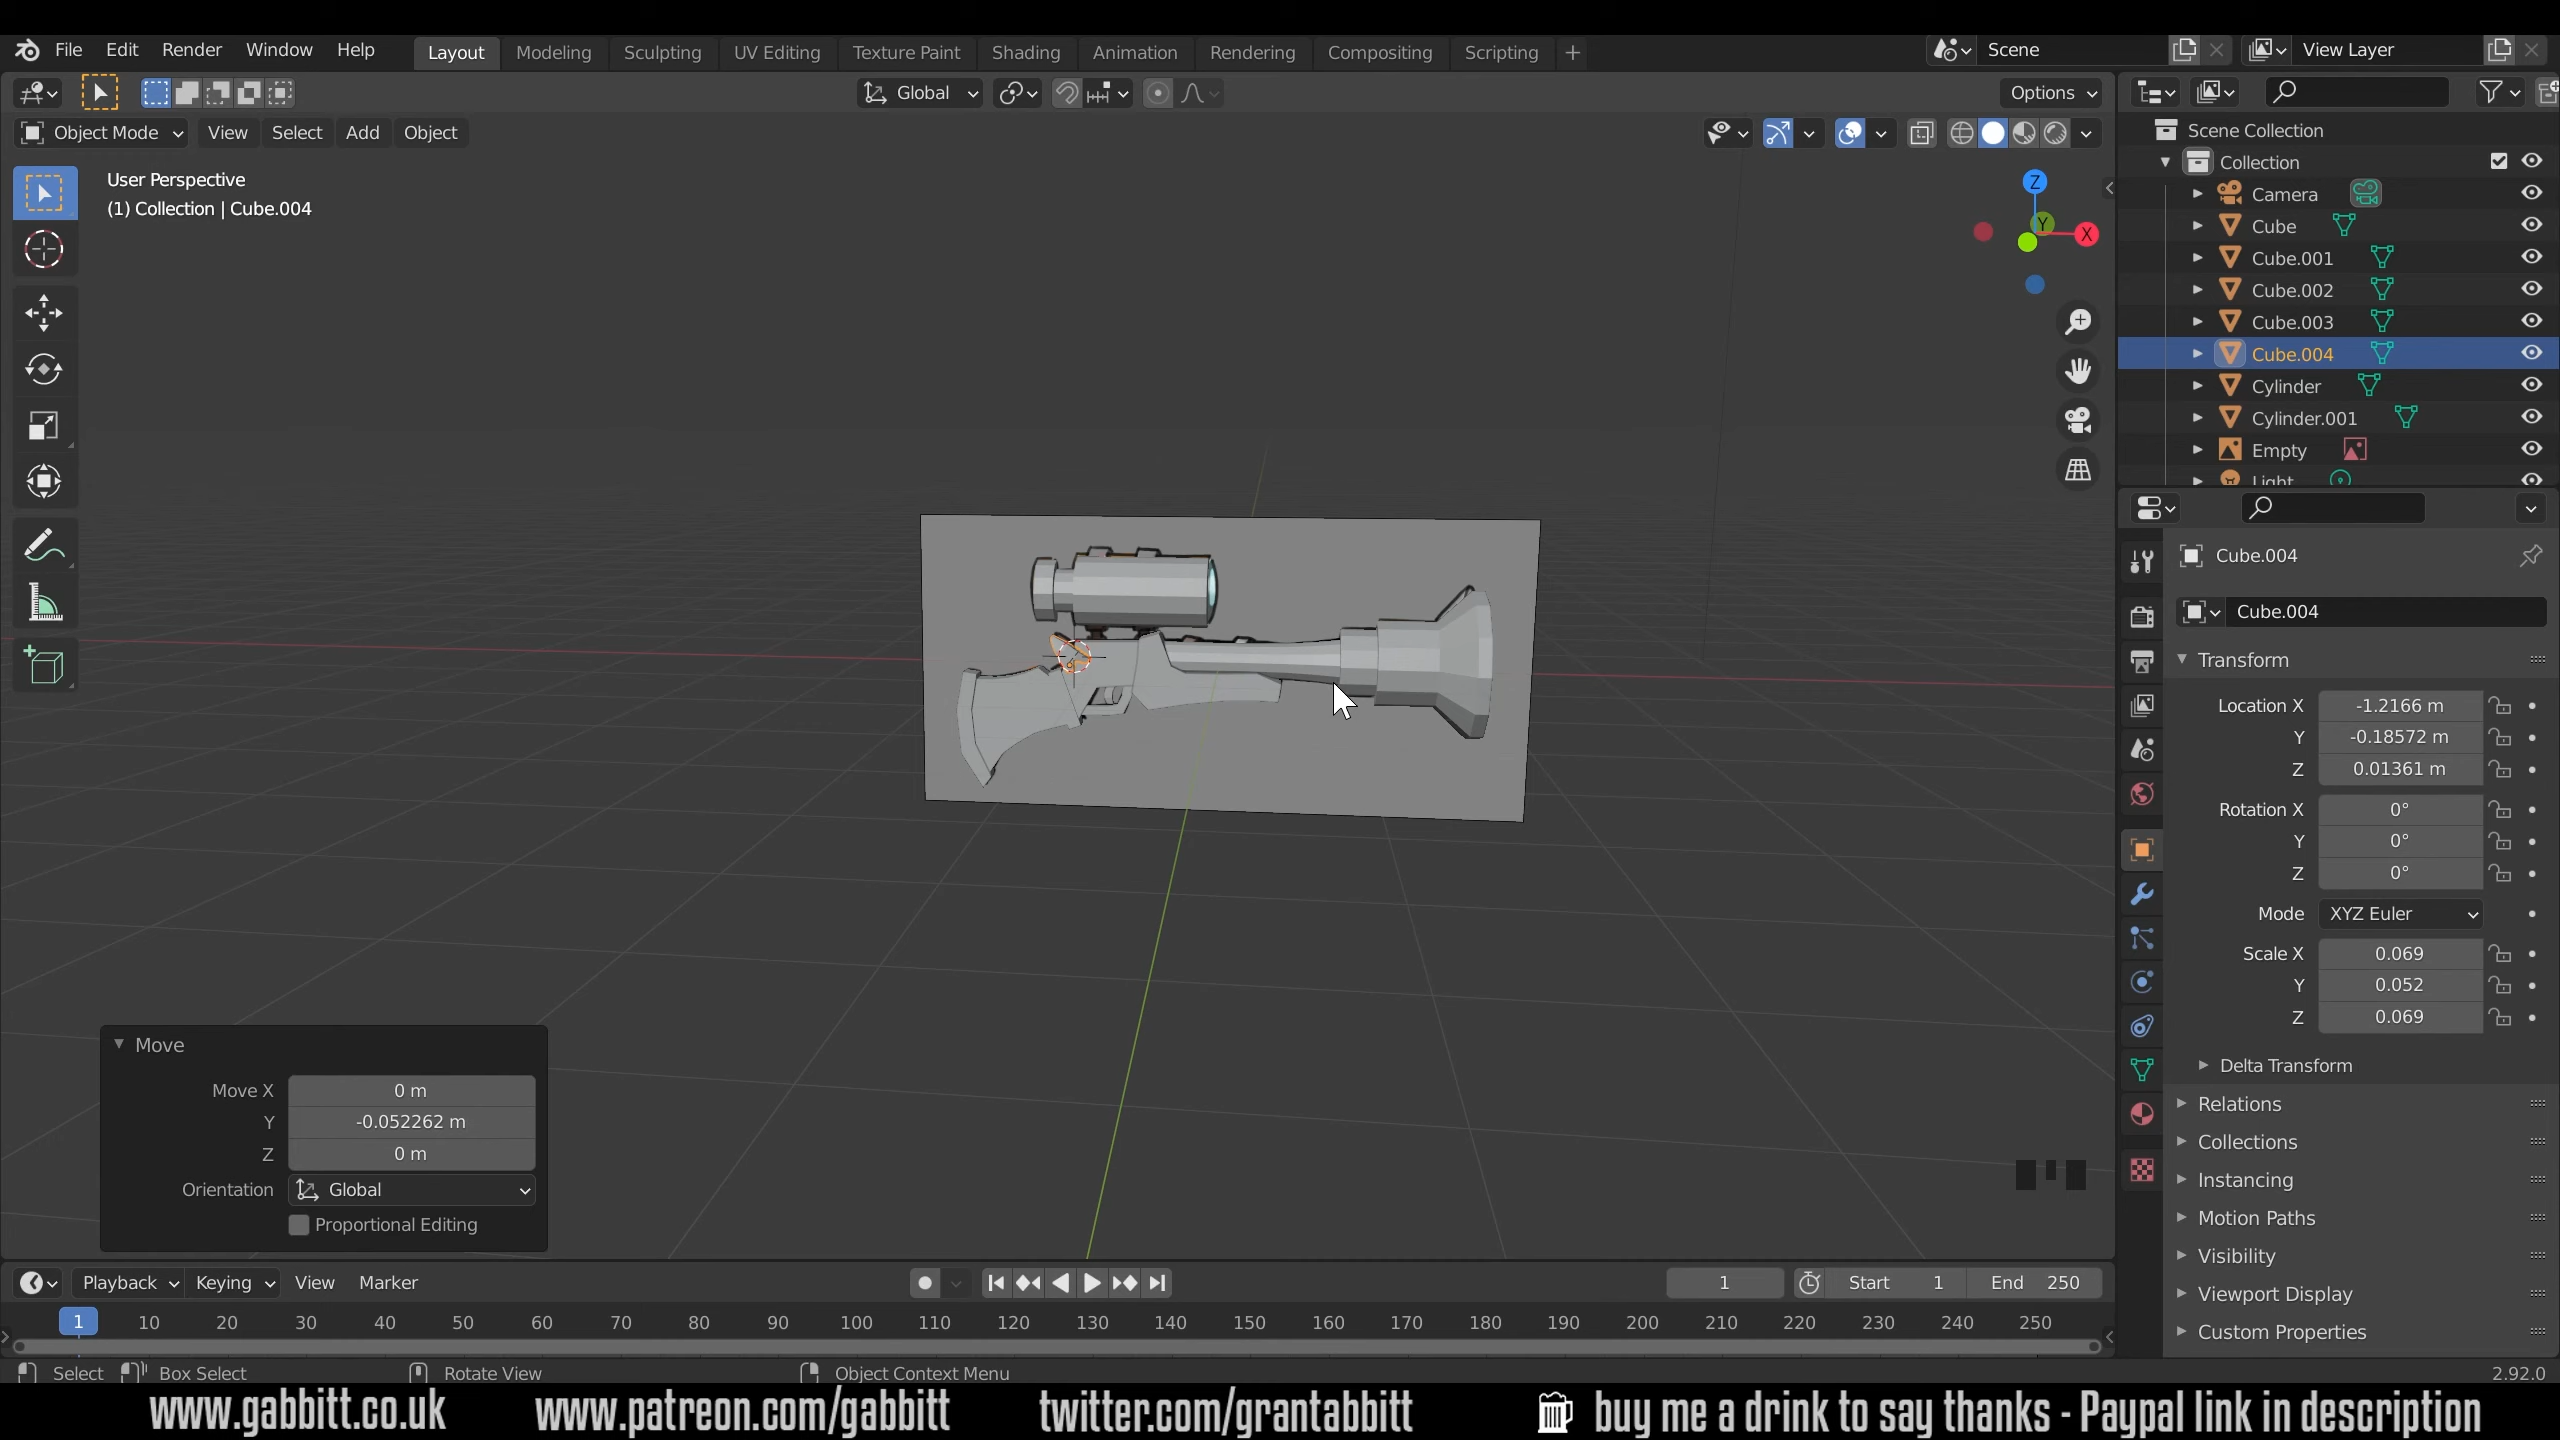 File Edit Render Window Help Layout Modeling Sculpting UV Editing Texture Paint Shading Animation Rendering Compositing Scripting + Scene View Layer
Global Options
Object Mode View Select Add Object
User Perspective
(1) Collection | Cube.004
Z
Y
X
Scene Collection
Collection
Camera
Cube
Cube.001
Cube.002
Cube.003
Cube.004
Cylinder
Cylinder.001
Empty
Light
Cube.004
Cube.004
Transform
Location X -1.2166 m
Y -0.18572 m
Z 0.01361 m
Rotation X 0°
Y 0°
Z 0°
Mode XYZ Euler
Scale X 0.069
Y 0.052
Z 0.069
Delta Transform
Relations
Collections
Instancing
Motion Paths
Visibility
Viewport Display
Custom Properties
Move
Move X 0 m
Y -0.052262 m
Z 0 m
Orientation Global
Proportional Editing
Playback Keying View Marker 1 Start 1 End 250
1 10 20 30 40 50 60 70 80 90 100 110 120 130 140 150 160 170 180 190 200 210 220 230 240 250
Select Box Select Rotate View Object Context Menu 2.92.0
www.gabbitt.co.uk www.patreon.com/gabbitt twitter.com/grantabbitt buy me a drink to say thanks - Paypal link in description